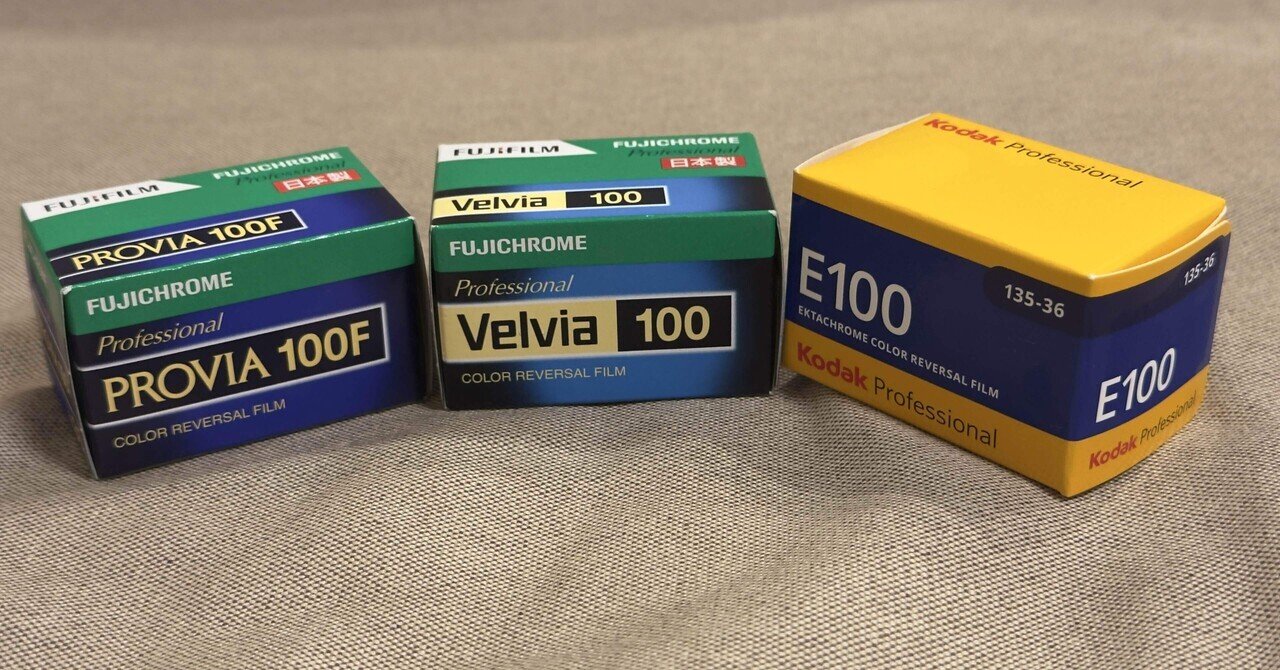 FUJIFILM
FUJICHROME
Professional
日本製
PROVIA 100F
FUJICHROME
Professional
PROVIA 100F
COLOR REVERSAL FILM
FUJIFILM
FUJICHROME
Professional
日本製
Velvia 100
FUJICHROME
Professional
Velvia 100
COLOR REVERSAL FILM
Kodak Professional
E100
135-36
EKTACHROME COLOR REVERSAL FILM
Kodak Professional
135-36
E100
Kodak Professional